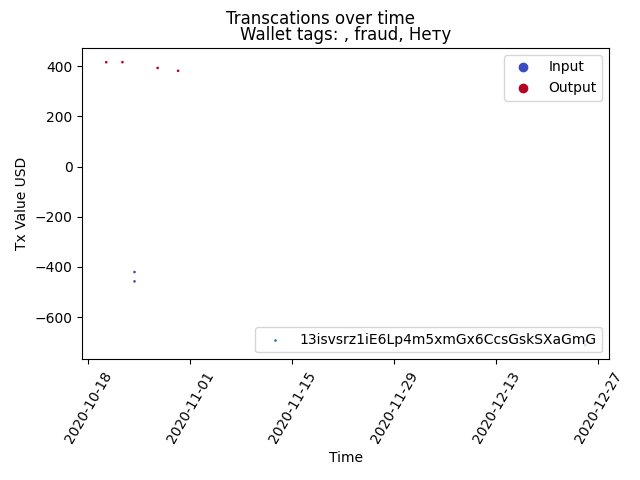 Transcations over time
Wallet tags: , fraud, Нету
Input
Output
400
200
0
−200
−400
−600
Tx Value USD
13isvsrz1iE6Lp4m5xmGx6CcsGskSXaGmG
2020-10-18
2020-11-01
2020-11-15
2020-11-29
2020-12-13
2020-12-27
Time